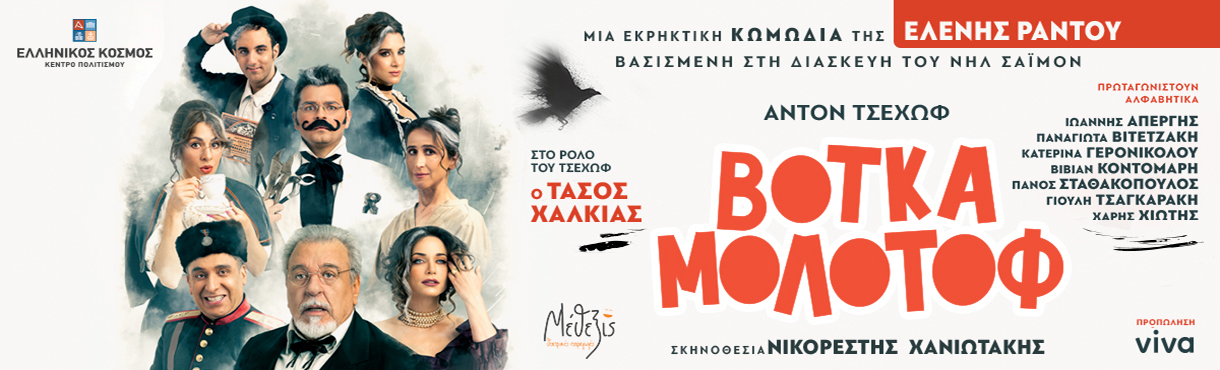 ΕΛΛΗΝΙΚΟΣ ΚΟΣΜΟΣ
ΚΕΝΤΡΟ ΠΟΛΙΤΙΣΜΟΥ
ΜΙΑ ΕΚΡΗΚΤΙΚΗ ΚΩΜΩΔΙΑ ΤΗΣ ΕΛΕΝΗΣ ΡΑΝΤΟΥ
ΒΑΣΙΣΜΕΝΗ ΣΤΗ ΔΙΑΣΚΕΥΗ ΤΟΥ ΝΗΛ ΣΑΪΜΟΝ
ΑΝΤΟΝ ΤΣΕΧΩΦ
ΒΟΤΚΑ
ΜΟΛΟΤΟΦ
ΣΤΟ ΡΟΛΟ
ΤΟΥ ΤΣΕΧΩΦ
Ο ΤΑΣΟΣ
ΧΑΛΚΙΑΣ
ΠΡΩΤΑΓΩΝΙΣΤΟΥΝ
ΑΛΦΑΒΗΤΙΚΑ
ΙΩΑΝΝΗΣ ΑΠΕΡΓΗΣ
ΠΑΝΑΓΙΩΤΑ ΒΙΤΕΤΖΑΚΗ
ΚΑΤΕΡΙΝΑ ΓΕΡΟΝΙΚΟΛΟΥ
ΒΙΒΙΑΝ ΚΟΝΤΟΜΑΡΗ
ΠΑΝΟΣ ΣΤΑΘΑΚΟΠΟΥΛΟΣ
ΓΙΟΥΛΗ ΤΣΑΓΚΑΡΑΚΗ
ΧΑΡΗΣ ΧΙΩΤΗΣ
Μέθεξις
ΣΚΗΝΟΘΕΣΙΑ ΝΙΚΟΡΕΣΤΗΣ ΧΑΝΙΩΤΑΚΗΣ
ΠΡΟΠΩΛΗΣΗ
viva